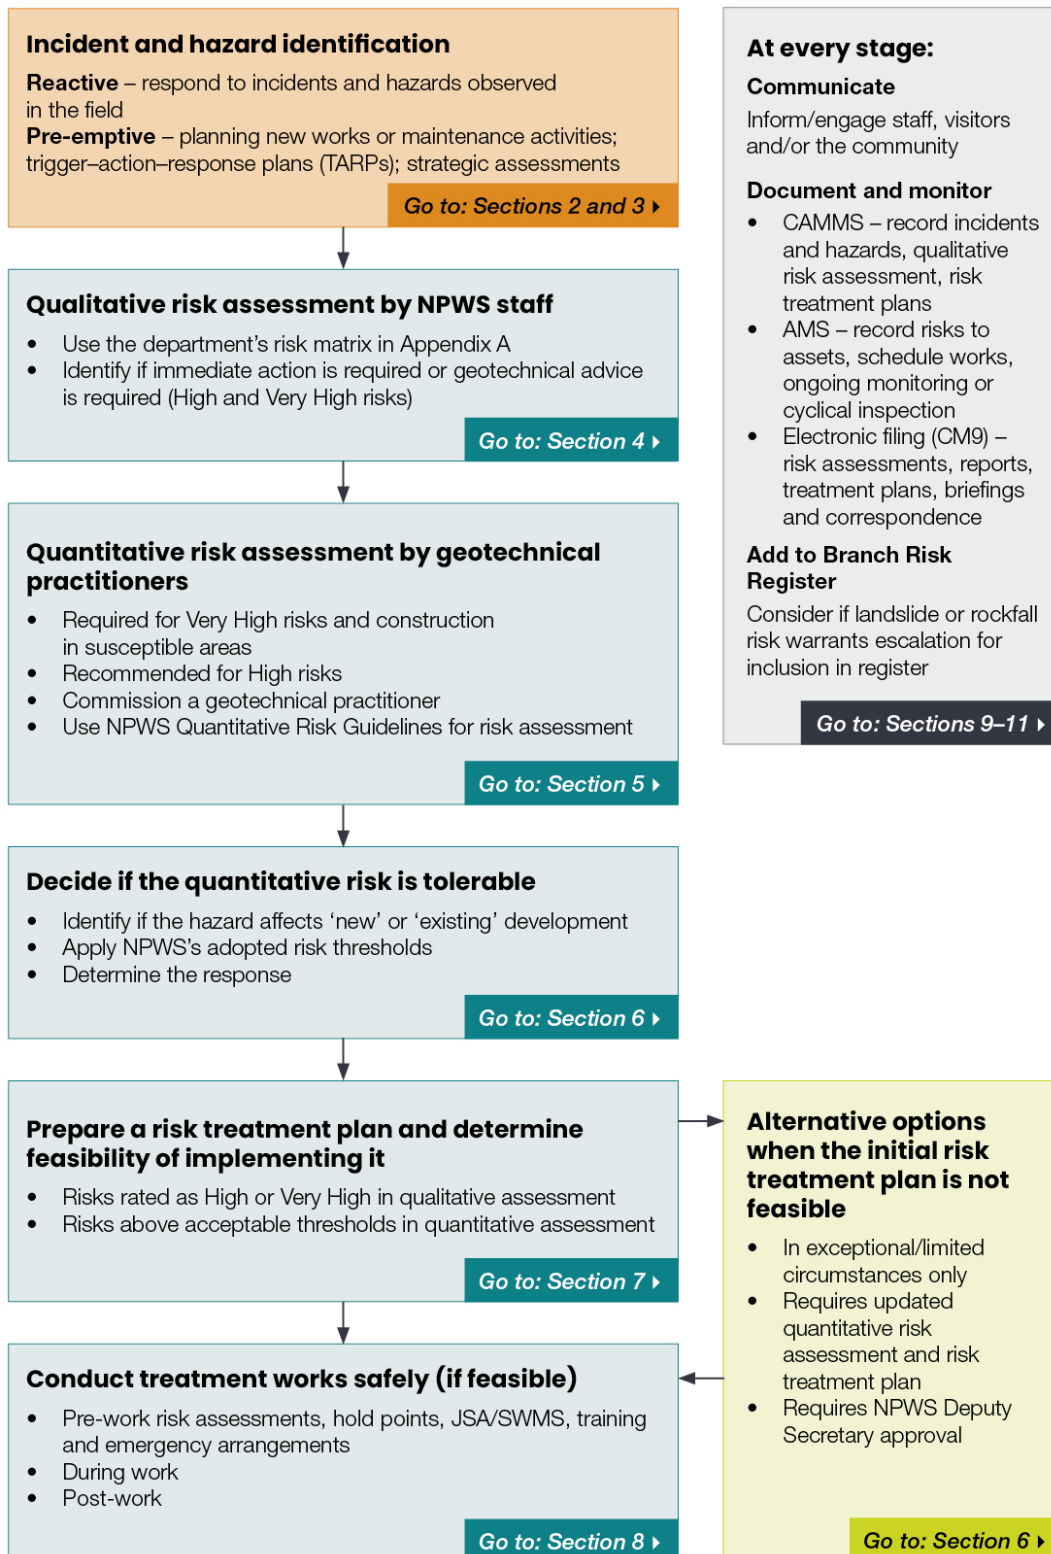 Incident and hazard identification
Reactive – respond to incidents and hazards observed
in the field
Pre-emptive – planning new works or maintenance activities;
trigger–action–response plans (TARPs); strategic assessments
Go to: Sections 2 and 3
Qualitative risk assessment by NPWS staff
• Use the department's risk matrix in Appendix A
• Identify if immediate action is required or geotechnical advice
is required (High and Very High risks)
Go to: Section 4
Quantitative risk assessment by geotechnical
practitioners
• Required for Very High risks and construction
in susceptible areas
• Recommended for High risks
• Commission a geotechnical practitioner
• Use NPWS Quantitative Risk Guidelines for risk assessment
Go to: Section 5
Decide if the quantitative risk is tolerable
• Identify if the hazard affects 'new' or 'existing' development
• Apply NPWS's adopted risk thresholds
• Determine the response
Go to: Section 6
Prepare a risk treatment plan and determine
feasibility of implementing it
• Risks rated as High or Very High in qualitative assessment
• Risks above acceptable thresholds in quantitative assessment
Go to: Section 7
Conduct treatment works safely (if feasible)
• Pre-work risk assessments, hold points, JSA/SWMS, training
and emergency arrangements
• During work
• Post-work
Go to: Section 8
At every stage:
Communicate
Inform/engage staff, visitors
and/or the community
Document and monitor
• CAMMS – record incidents
and hazards, qualitative
risk assessment, risk
treatment plans
• AMS – record risks to
assets, schedule works,
ongoing monitoring or
cyclical inspection
• Electronic filing (CM9) –
risk assessments, reports,
treatment plans, briefings
and correspondence
Add to Branch Risk
Register
Consider if landslide or rockfall
risk warrants escalation for
inclusion in register
Go to: Sections 9–11
Alternative options
when the initial risk
treatment plan is not
feasible
• In exceptional/limited
circumstances only
• Requires updated
quantitative risk
assessment and risk
treatment plan
• Requires NPWS Deputy
Secretary approval
Go to: Section 6